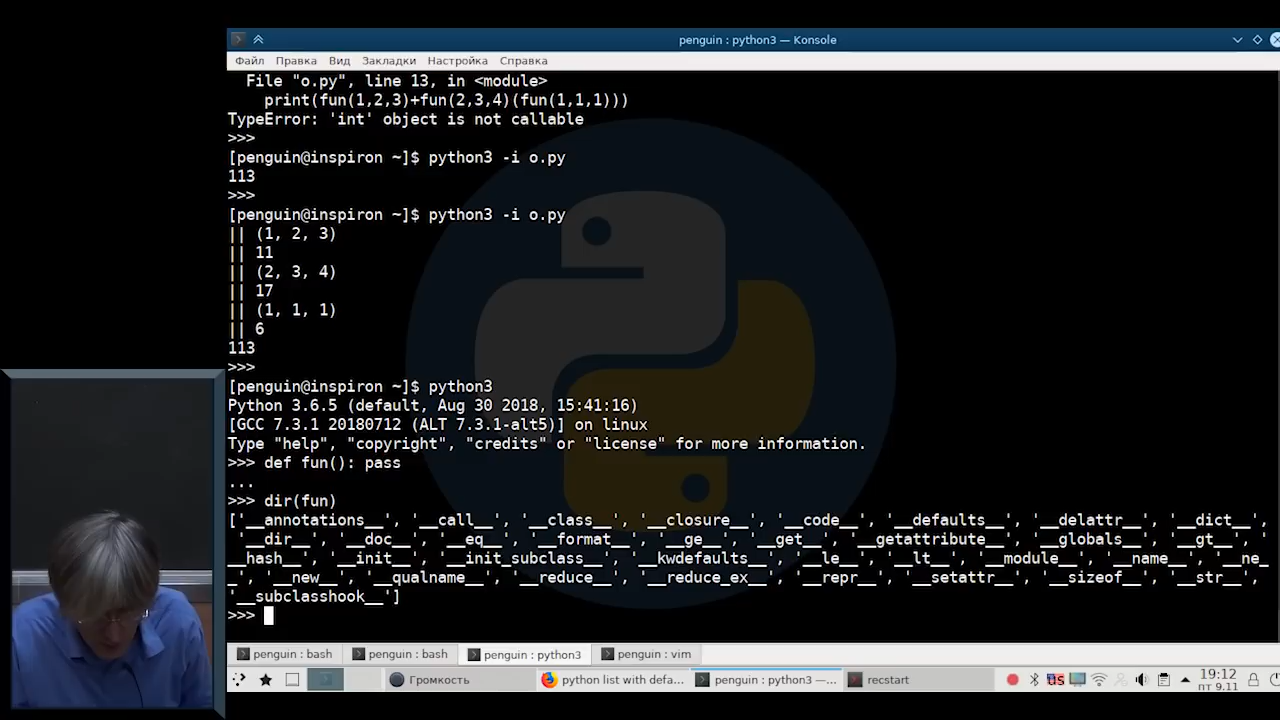 penguin : python3 — Konsole
Файл Правка Вид Закладки Настройка Справка
File "o.py", line 13, in <module>
print(fun(1,2,3)+fun(2,3,4)(fun(1,1,1)))
TypeError: 'int' object is not callable
>>>
[penguin@inspiron ~]$ python3 -i o.py
113
>>>
[penguin@inspiron ~]$ python3 -i o.py
|| (1, 2, 3)
|| 11
|| (2, 3, 4)
|| 17
|| (1, 1, 1)
|| 6
113
>>>
[penguin@inspiron ~]$ python3
Python 3.6.5 (default, Aug 30 2018, 15:41:16)
[GCC 7.3.1 20180712 (ALT 7.3.1-alt5)] on linux
Type "help", "copyright", "credits" or "license" for more information.
>>> def fun(): pass
...
>>> dir(fun)
['__annotations__', '__call__', '__class__', '__closure__', '__code__', '__defaults__', '__delattr__', '__dict__',
'__dir__', '__doc__', '__eq__', '__format__', '__ge__', '__get__', '__getattribute__', '__globals__', '__gt__', '
__hash__', '__init__', '__init_subclass__', '__kwdefaults__', '__le__', '__lt__', '__module__', '__name__', '__ne_
_', '__new__', '__qualname__', '__reduce__', '__reduce_ex__', '__repr__', '__setattr__', '__sizeof__', '__str__',
'__subclasshook__']
>>>
penguin : bash penguin : bash penguin : python3 penguin : vim
Громкость python list with defa... penguin : python3 —... recstart US 19:12
пт 9.11